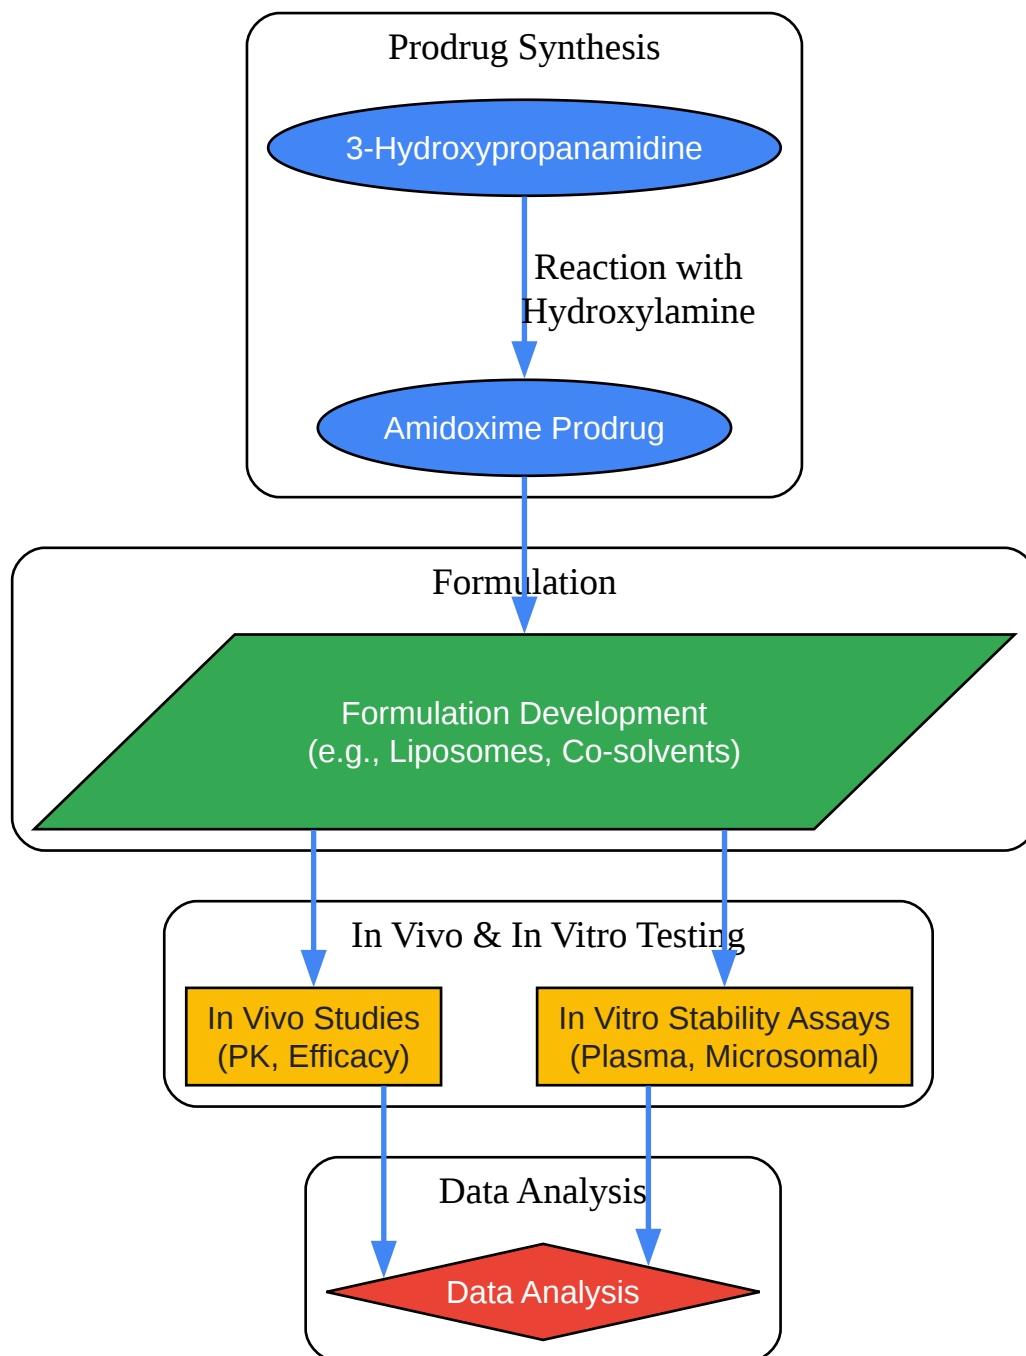 Prodrug Synthesis
3-Hydroxypropanamidine
Reaction with
Hydroxylamine
Amidoxime Prodrug
Formulation
Formulation Development
(e.g., Liposomes, Co-solvents)
In Vivo & In Vitro Testing
In Vivo Studies
(PK, Efficacy)
In Vitro Stability Assays
(Plasma, Microsomal)
Data Analysis
Data Analysis